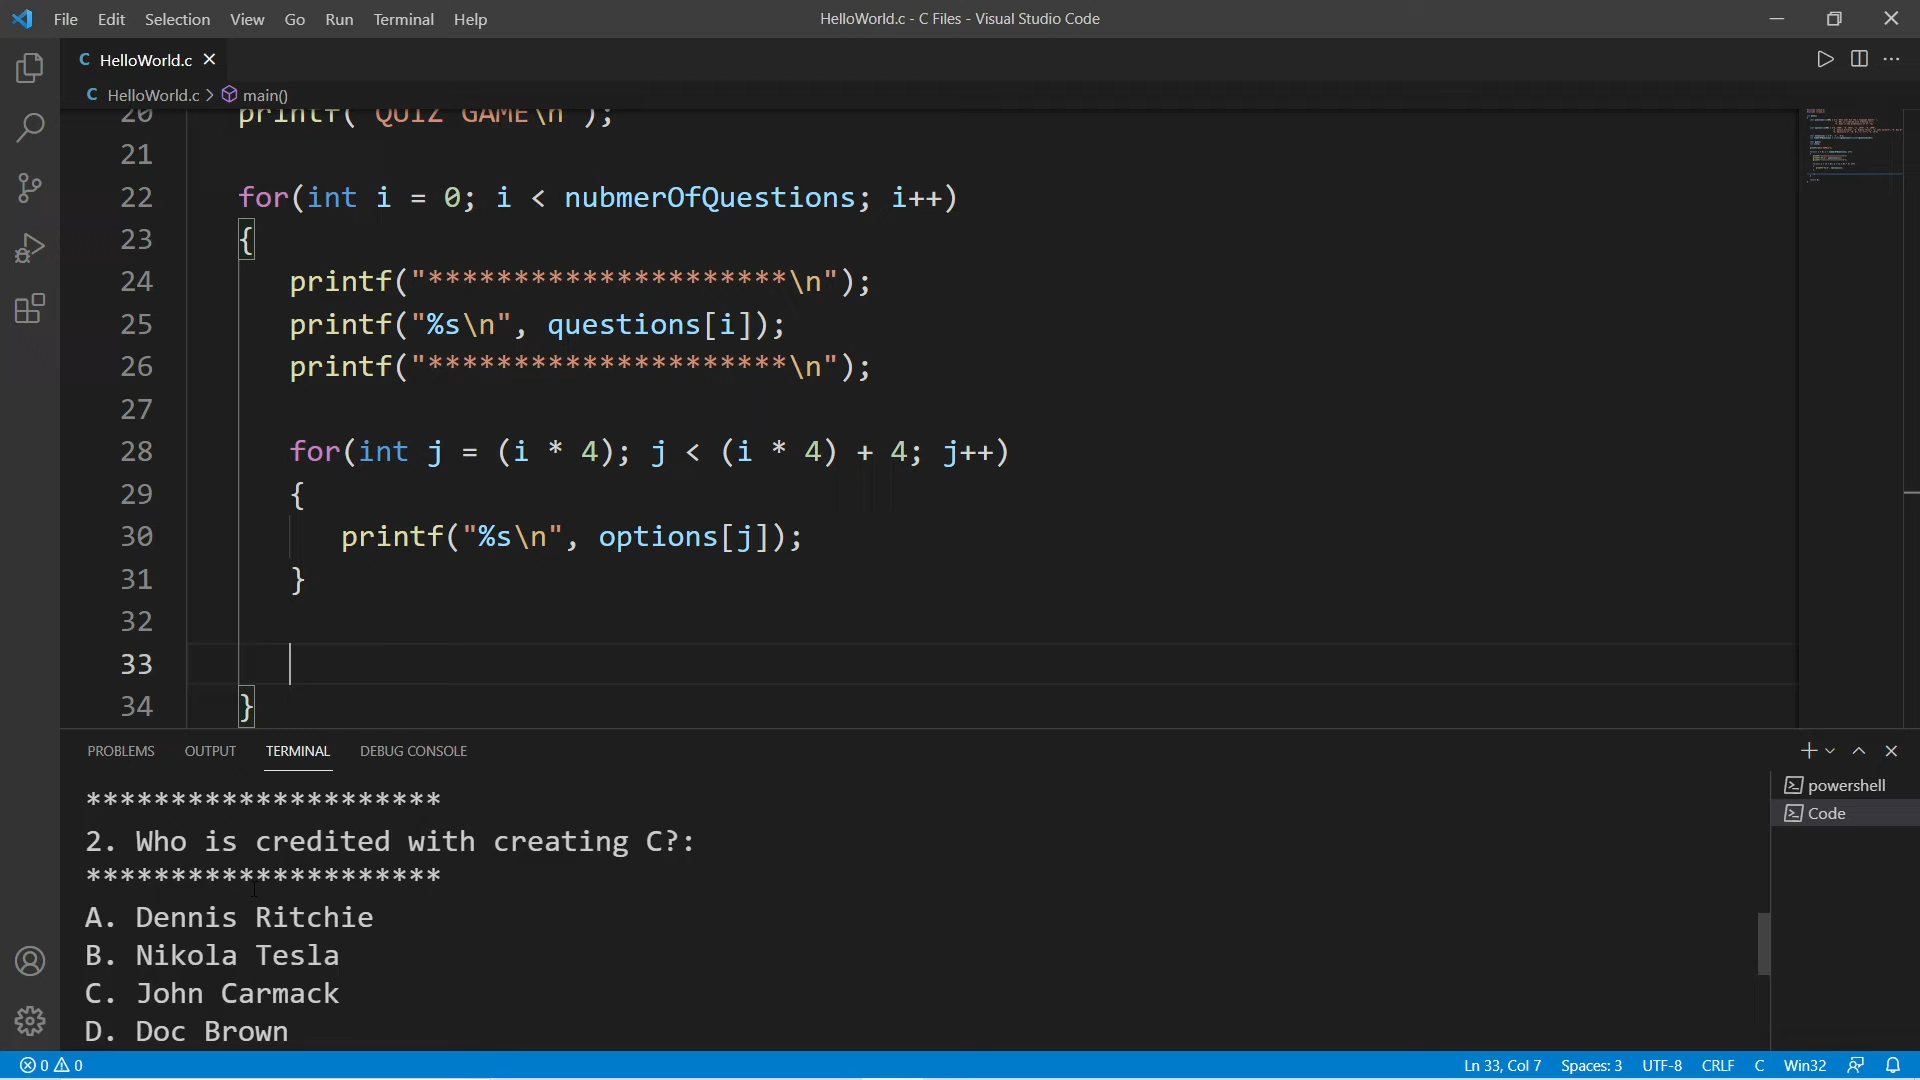 File Edit Selection View Go Run Terminal Help
HelloWorld.c - C Files - Visual Studio Code
C HelloWorld.c
C HelloWorld.c > main()
20 printf("QUIZ GAME\n");
21
22 for(int i = 0; i < nubmerOfQuestions; i++)
23 {
24 printf("*********************\n");
25 printf("%s\n", questions[i]);
26 printf("*********************\n");
27
28 for(int j = (i * 4); j < (i * 4) + 4; j++)
29 {
30 printf("%s\n", options[j]);
31 }
32
33
34 }
PROBLEMS OUTPUT TERMINAL DEBUG CONSOLE
*********************
2. Who is credited with creating C?:
*********************
A. Dennis Ritchie
B. Nikola Tesla
C. John Carmack
D. Doc Brown
powershell
Code
0 0
Ln 33, Col 7 Spaces: 3 UTF-8 CRLF C Win32